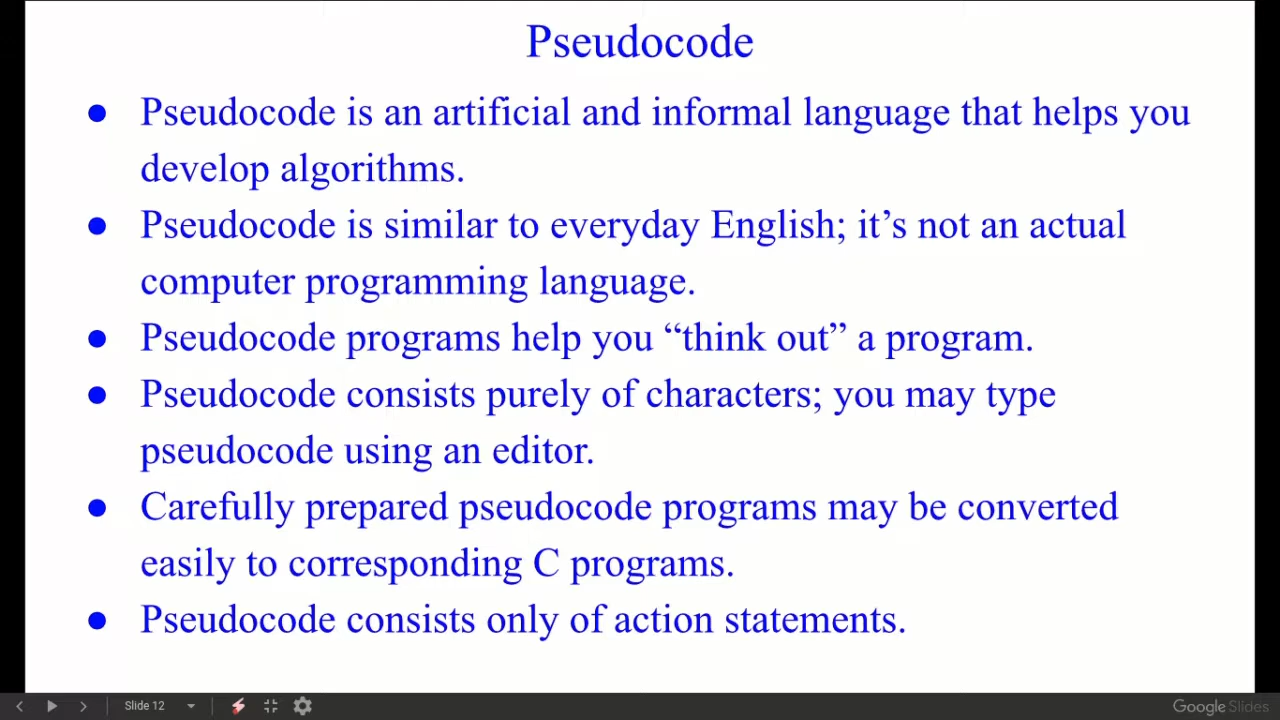 Pseudocode
● Pseudocode is an artificial and informal language that helps you
develop algorithms.
● Pseudocode is similar to everyday English; it’s not an actual
computer programming language.
● Pseudocode programs help you “think out” a program.
● Pseudocode consists purely of characters; you may type
pseudocode using an editor.
● Carefully prepared pseudocode programs may be converted
easily to corresponding C programs.
● Pseudocode consists only of action statements.
Slide 12
Google Slides